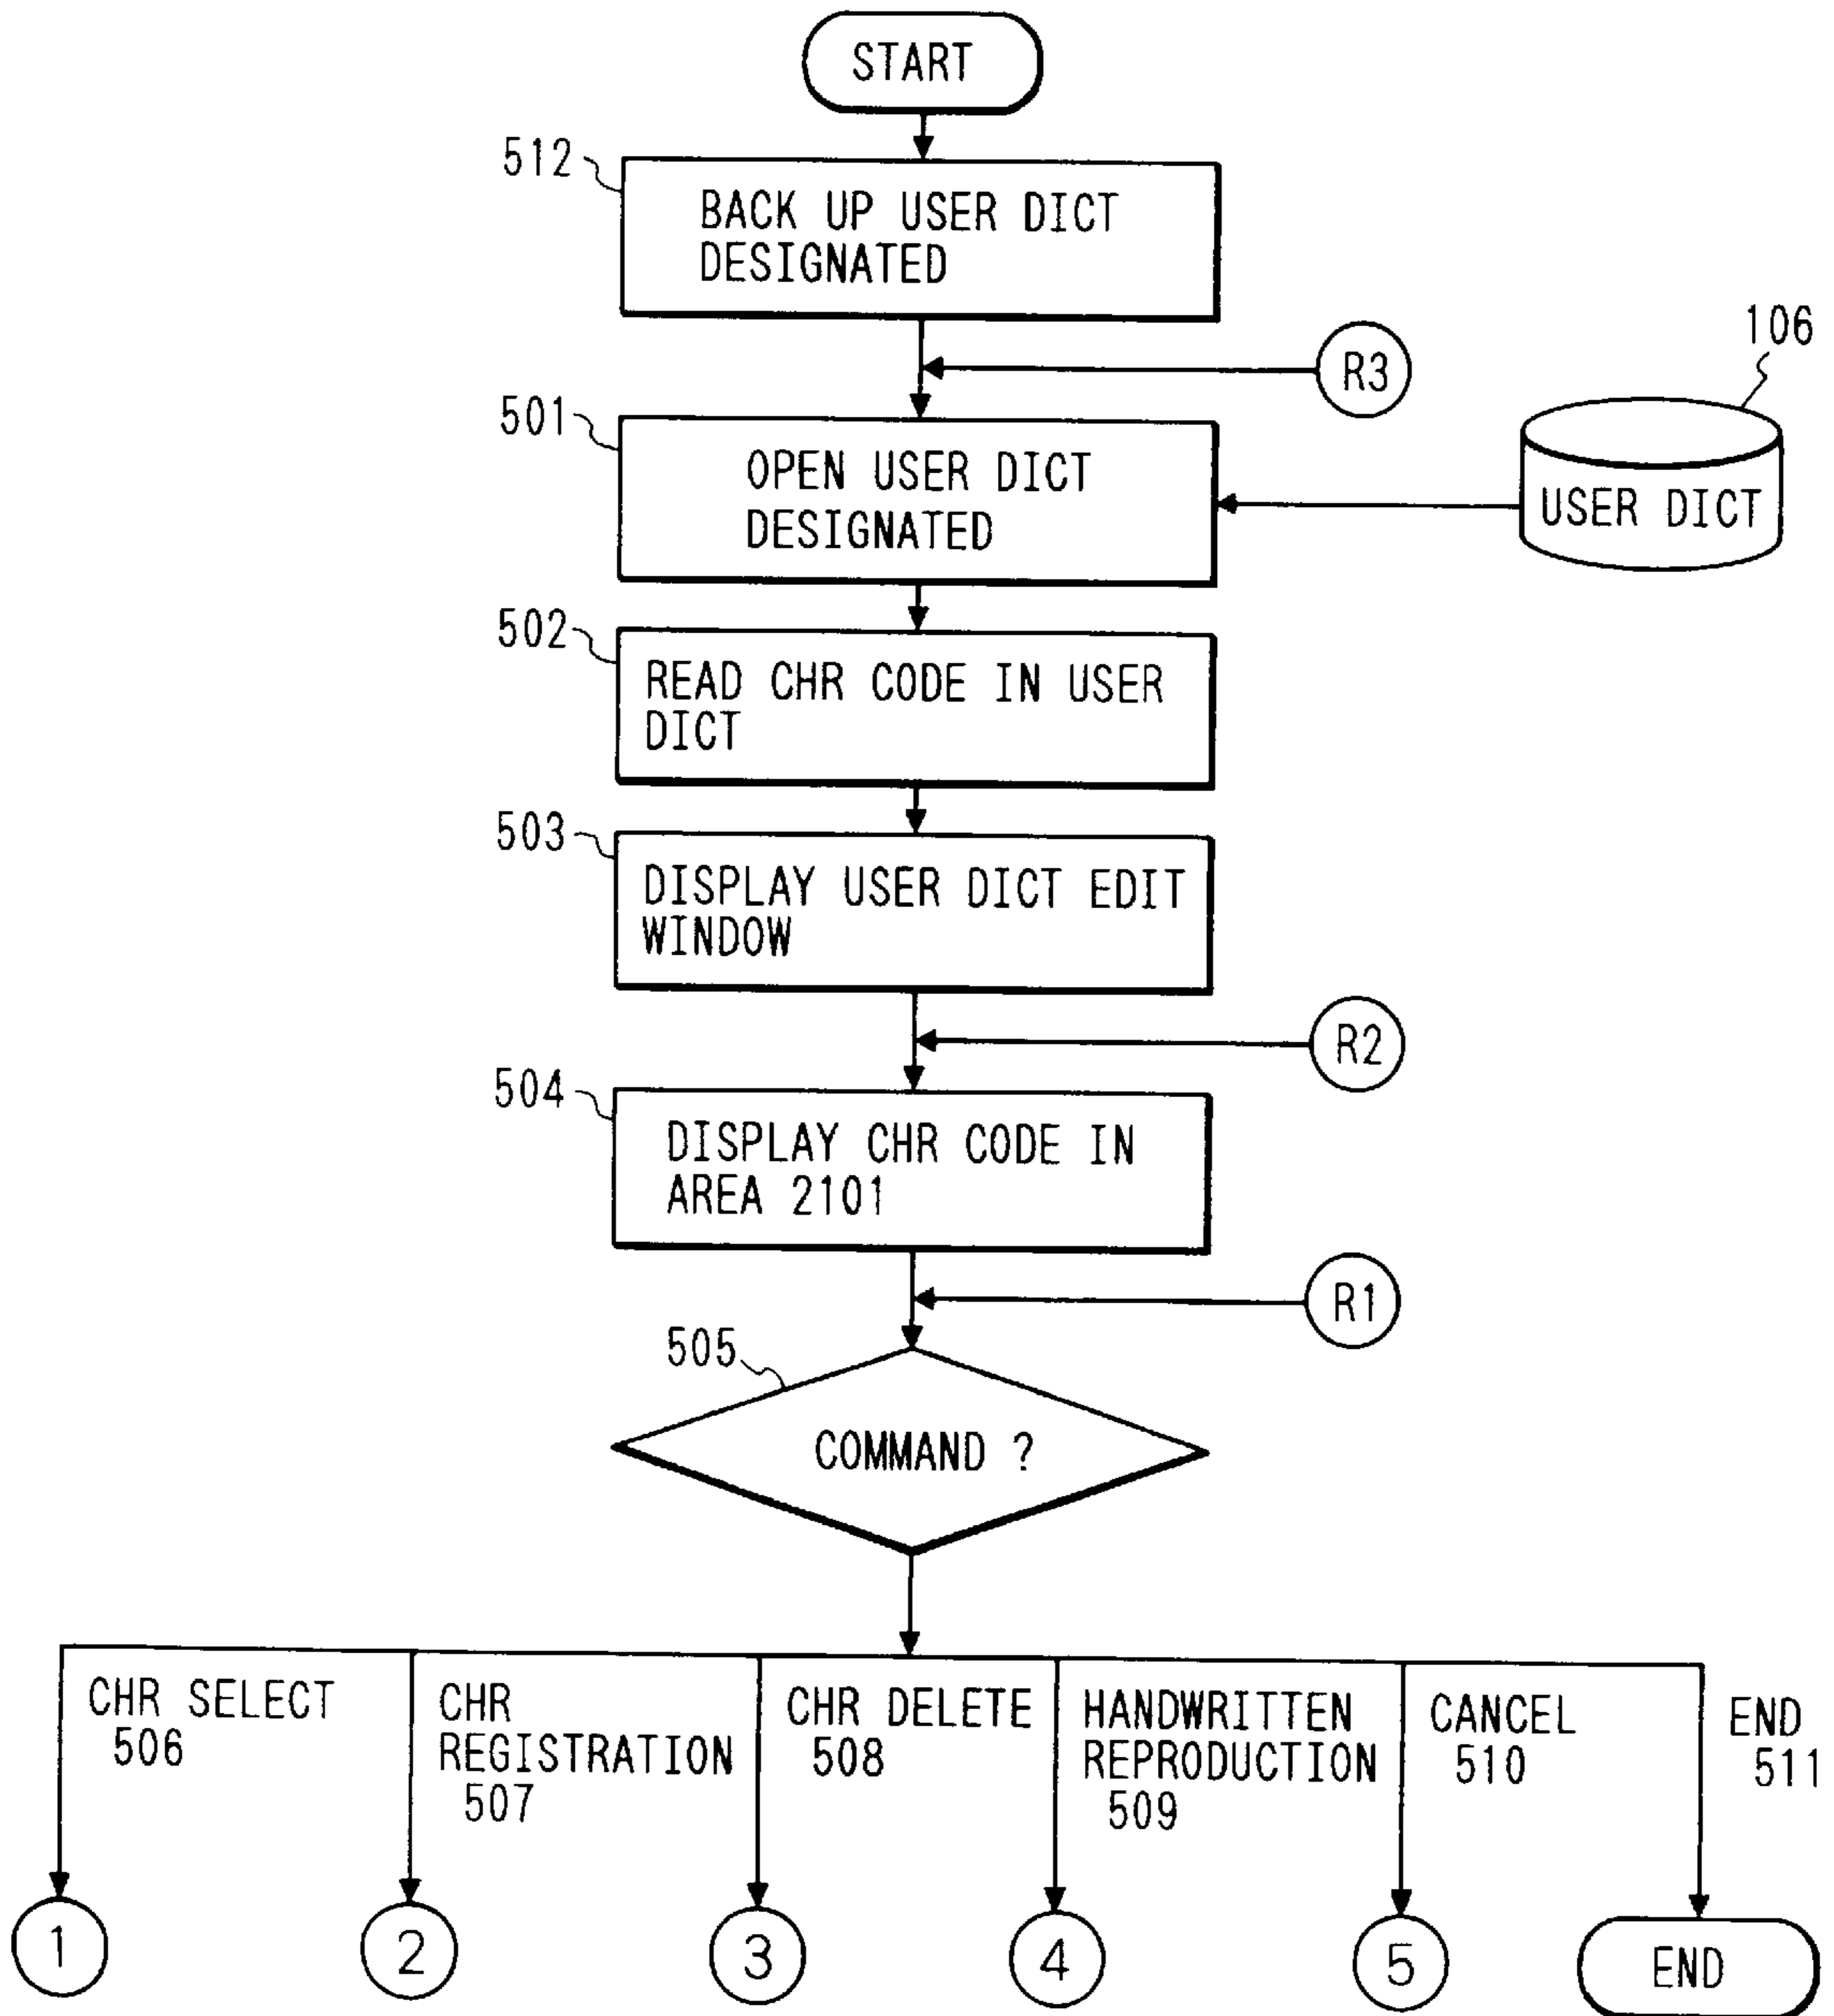 START
512
BACK UP USER DICT
DESIGNATED
R3
106
501
OPEN USER DICT
DESIGNATED
USER DICT
502
READ CHR CODE IN USER
DICT
503
DISPLAY USER DICT EDIT
WINDOW
R2
504
DISPLAY CHR CODE IN
AREA 2101
R1
505
COMMAND ?
CHR SELECT
506
CHR
REGISTRATION
507
CHR DELETE
508
HANDWRITTEN
REPRODUCTION
509
CANCEL
510
END
511
1
2
3
4
5
END